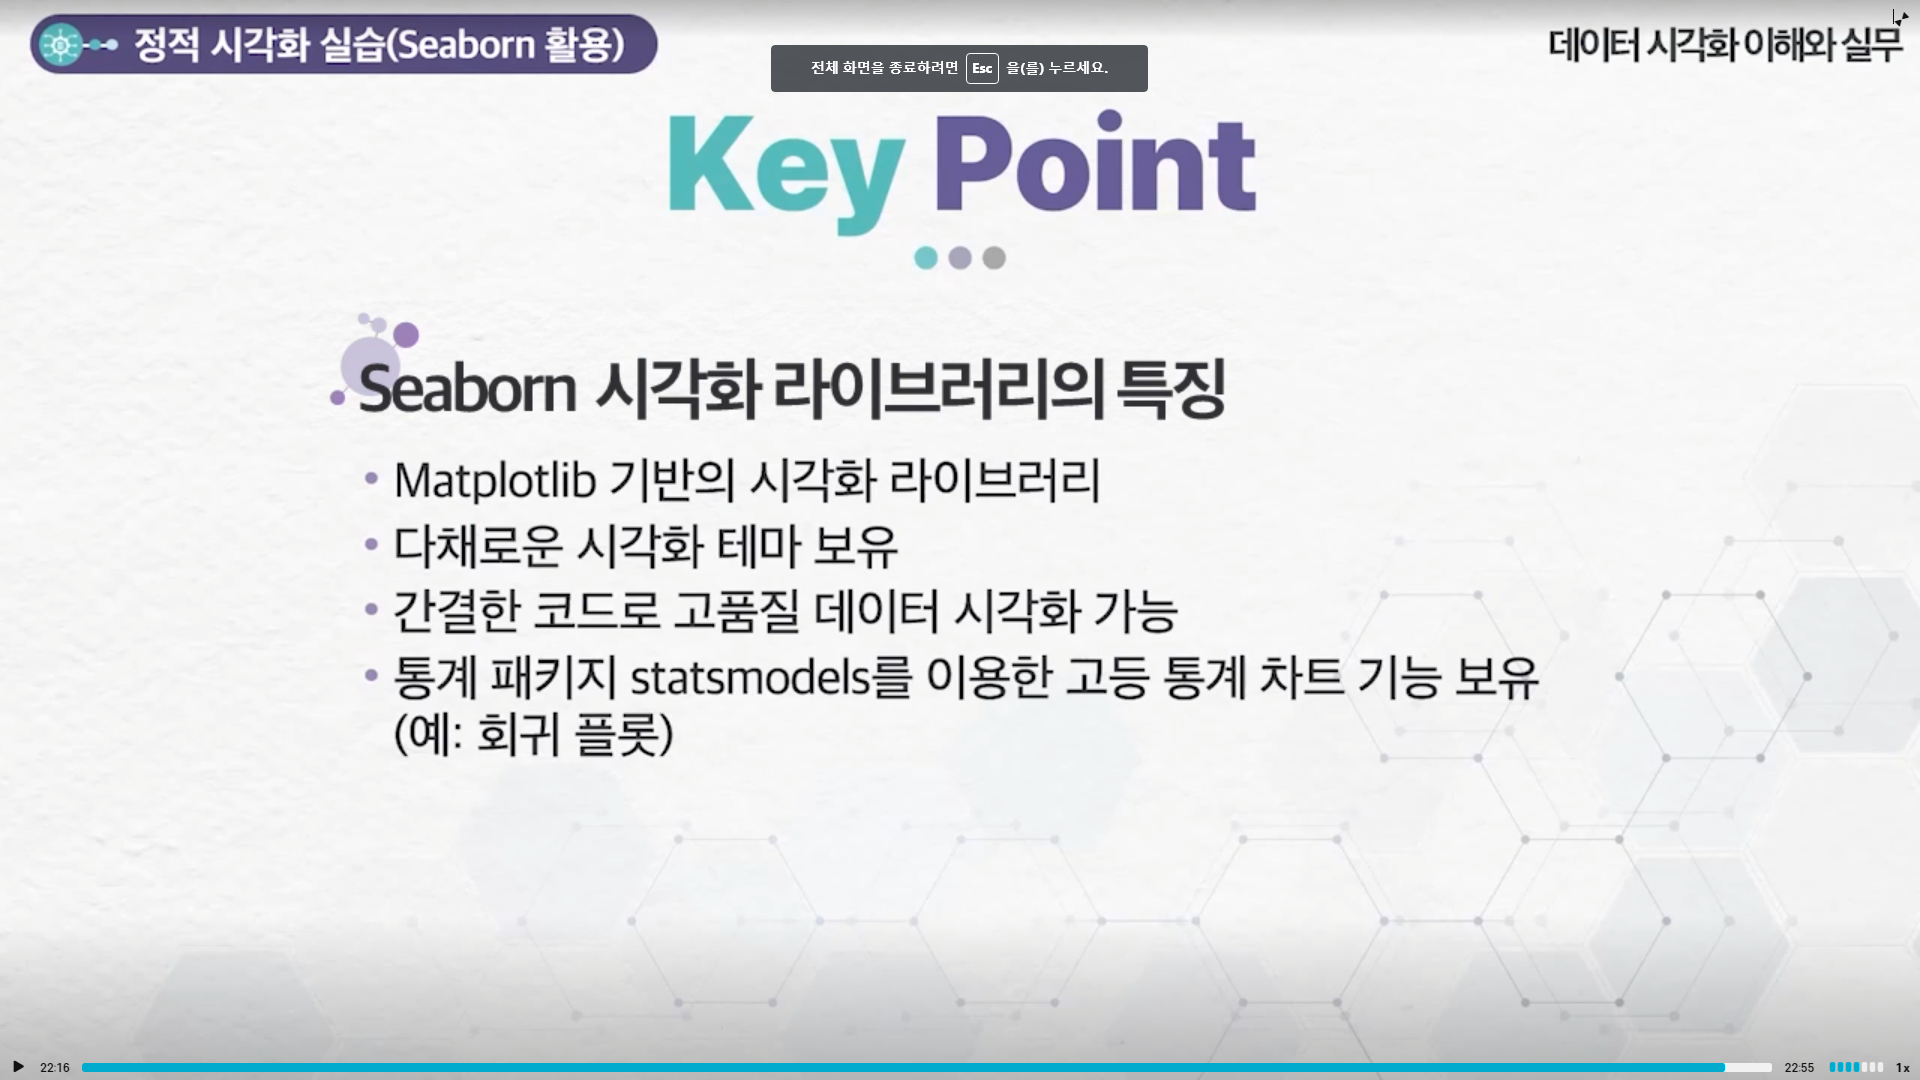 정적 시각화 실습(Seaborn 활용)
데이터 시각화 이해와 실무
전체 화면을 종료하려면 Esc 을(를) 누르세요.
Key Point
Seaborn 시각화 라이브러리의 특징
• Matplotlib 기반의 시각화 라이브러리
• 다채로운 시각화 테마 보유
• 간결한 코드로 고품질 데이터 시각화 가능
• 통계 패키지 statsmodels를 이용한 고등 통계 차트 기능 보유
(예: 회귀 플롯)
22:16
22:55
1x